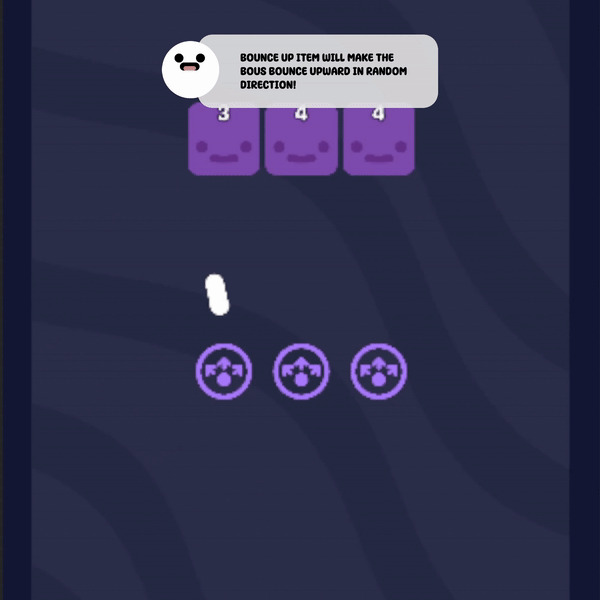 BOUNCE UP ITEM WILL MAKE THE
BOUS BOUNCE UPWARD IN RANDOM
DIRECTION!
3 4 4